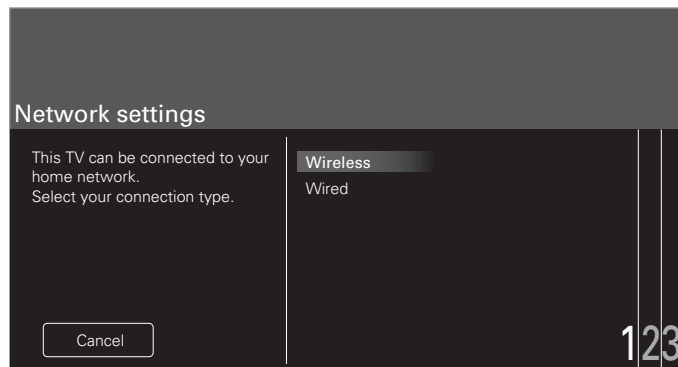 Network settings
This TV can be connected to your
home network.
Select your connection type.
Wireless
Wired
Cancel
123